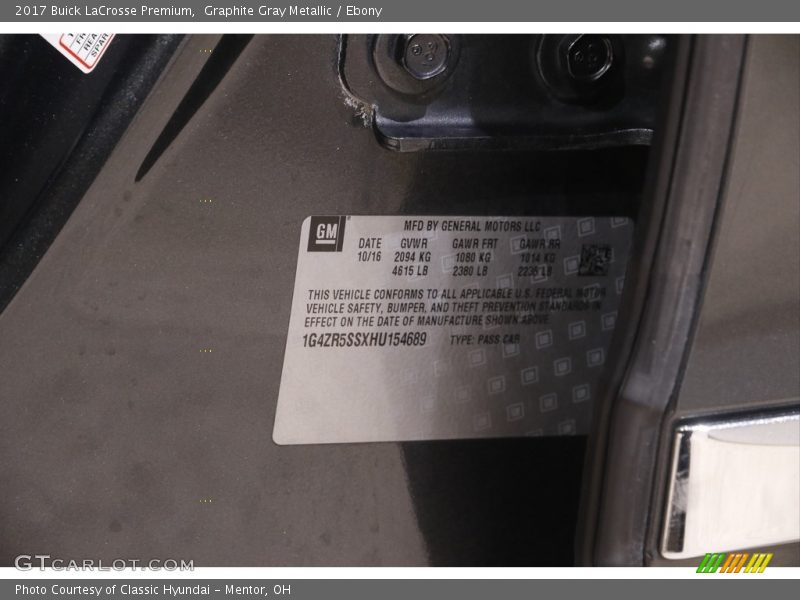 2017 Buick LaCrosse Premium, Graphite Gray Metallic / Ebony
GM
MFD BY GENERAL MOTORS LLC
DATE GVWR GAWR FRT GAWR RR
10/16 2094 KG 1080 KG 1014 KG
4615 LB 2380 LB 2235 LB
THIS VEHICLE CONFORMS TO ALL APPLICABLE U.S. FEDERAL MOTOR
VEHICLE SAFETY, BUMPER, AND THEFT PREVENTION STANDARDS IN
EFFECT ON THE DATE OF MANUFACTURE SHOWN ABOVE.
1G4ZR5SSXHU154689 TYPE: PASS CAR
GTCARLOT.COM
Photo Courtesy of Classic Hyundai - Mentor, OH